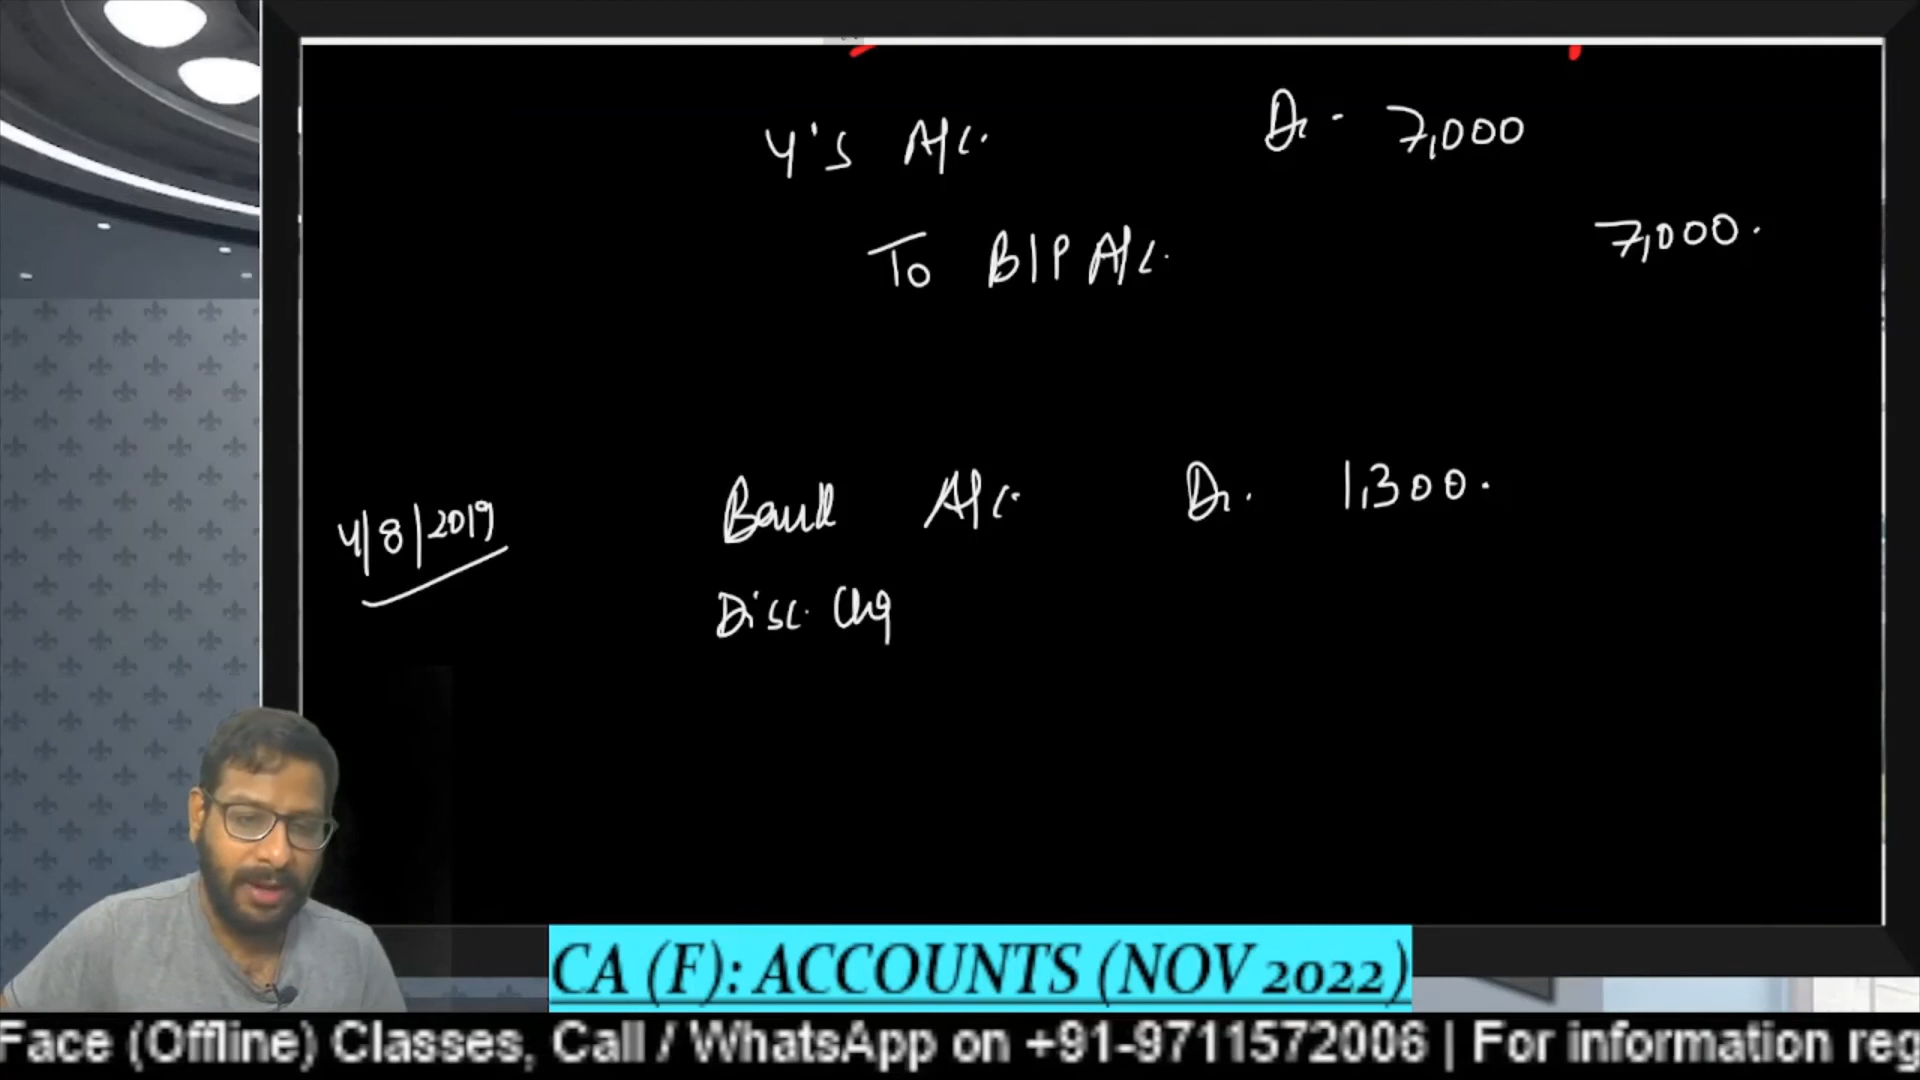 Y's A/c. Dr. 7,000
To B/P A/c. 7,000.
4/8/2019 Bank A/c. Dr. 1,300.
Disc. Chg
CA (F): ACCOUNTS (NOV 2022)
Face (Offline) Classes, Call / WhatsApp on +91-9711572006 | For information reg